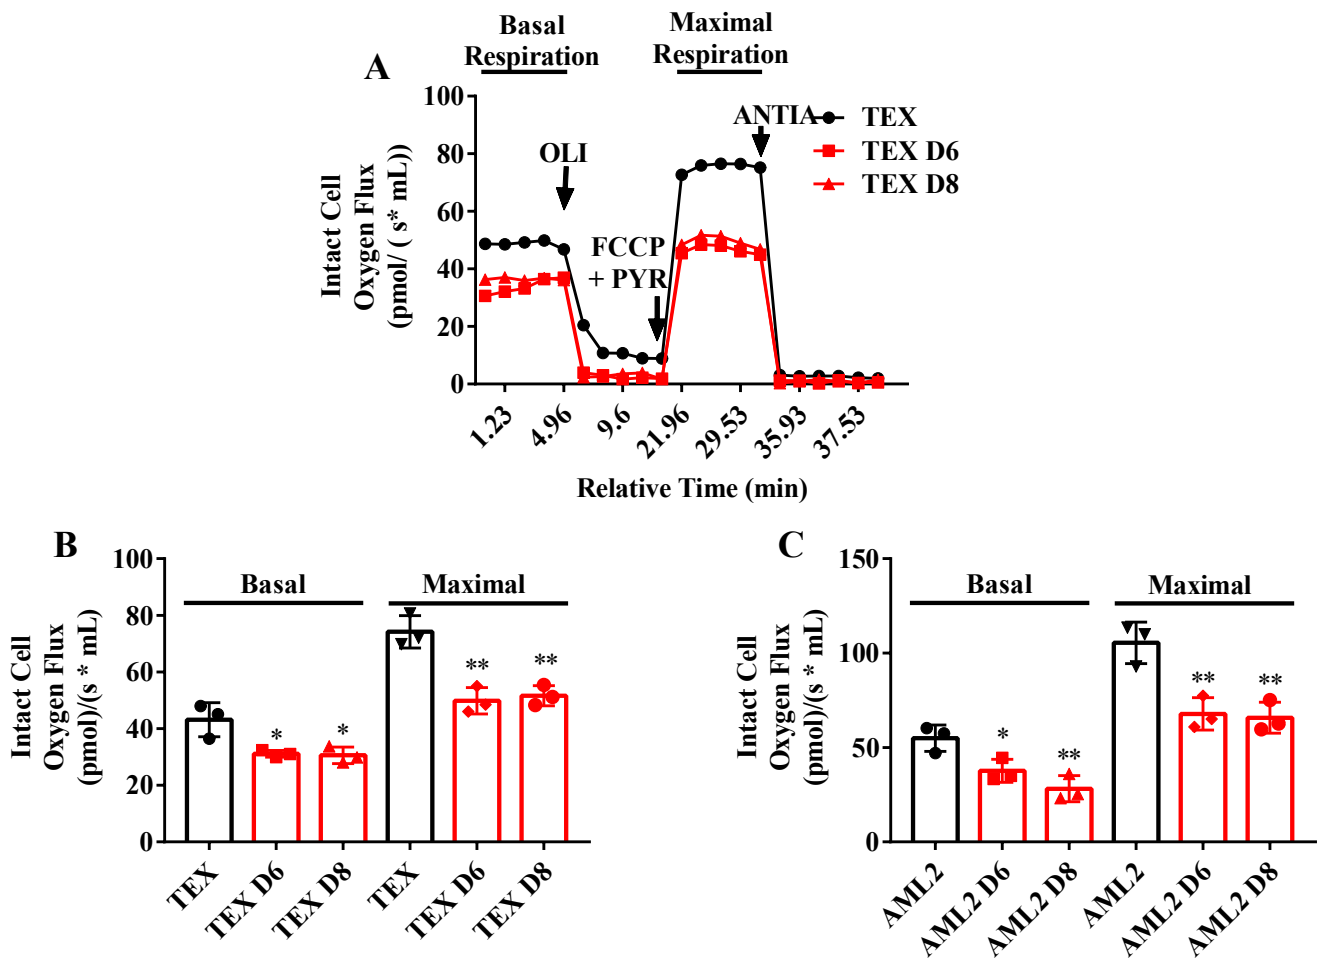 A
Basal
Respiration
Maximal
Respiration
Intact Cell
Oxygen Flux
(pmol/ ( s* mL))
100
80
60
40
20
0
OLI
FCCP
+ PYR
ANTIA
TEX
TEX D6
TEX D8
1.23
4.96
9.6
21.96
29.53
35.93
37.53
Relative Time (min)
B
Intact Cell
Oxygen Flux
(pmol)/(s * mL)
100
80
60
40
20
0
Basal
Maximal
*
*
**
**
TEX
TEX D6
TEX D8
TEX
TEX D6
TEX D8
C
Intact Cell
Oxygen Flux
(pmol)/(s * mL)
150
100
50
0
Basal
Maximal
*
**
**
**
AML2
AML2 D6
AML2 D8
AML2
AML2 D6
AML2 D8